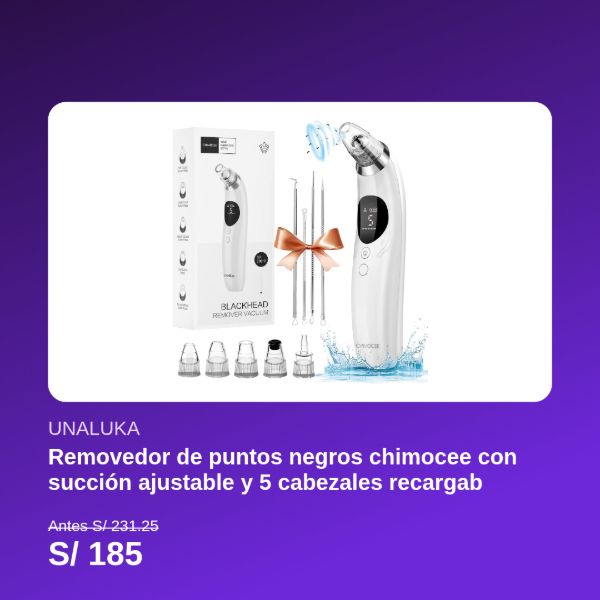 BLACKHEAD
REMOVER VACUUM
UNALUKA
Removedor de puntos negros chimocee con
succión ajustable y 5 cabezales recargab
Antes S/ 231.25
S/ 185